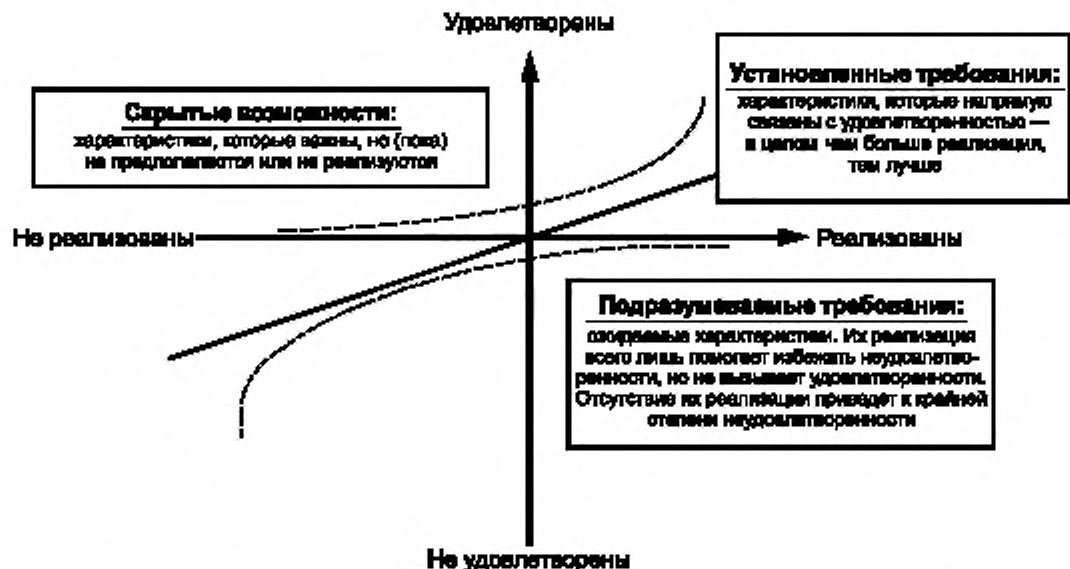 Удовлетворены
Скрытые возможности:
характеристики, которые важны, но (пока)
не предполагаются или не реализуются
Установленные требования:
характеристики, которые напрямую
связаны с удовлетворенностью —
в целом чем больше реализация,
тем лучше
Не реализованы
Реализованы
Подразумеваемые требования:
ожидаемые характеристики. Их реализация
всего лишь помогает избежать неудовлетво-
ренности, но не вызывает удовлетворенности.
Отсутствие их реализации приведет к крайней
степени неудовлетворенности
Не удовлетворены